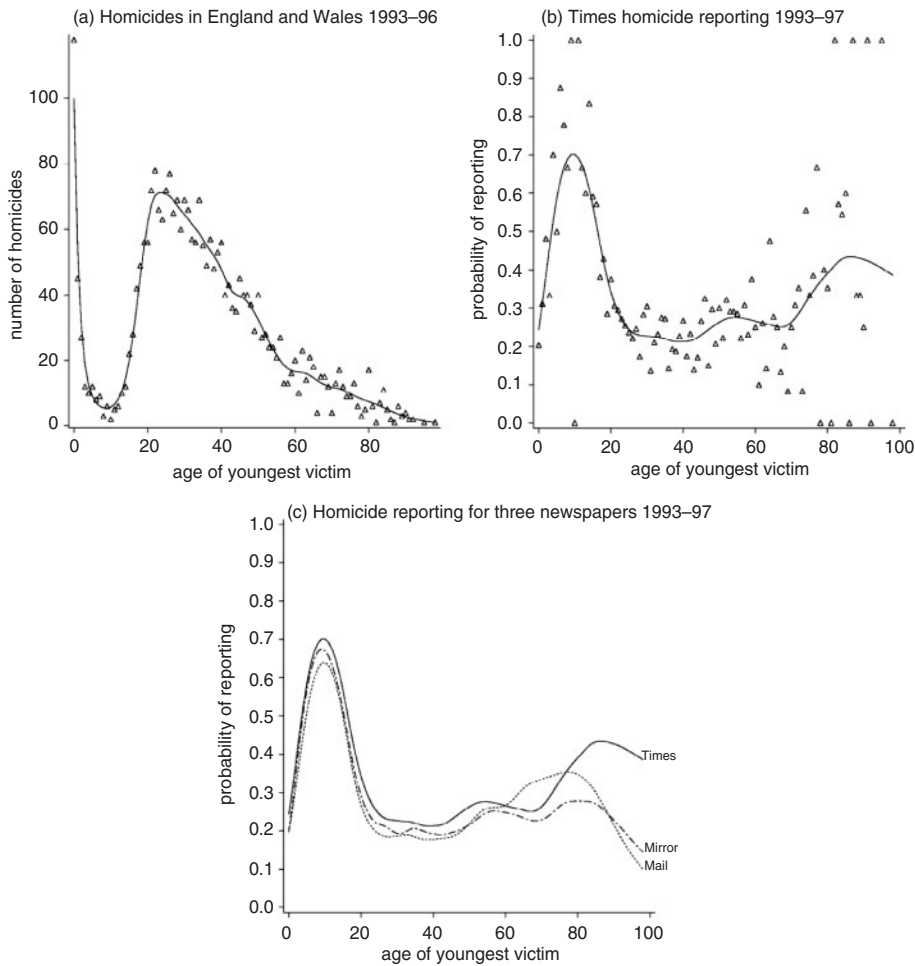 (a) Homicides in England and Wales 1993–96
number of homicides
100
80
60
40
20
0
0 20 40 60 80
age of youngest victim
(b) Times homicide reporting 1993–97
probability of reporting
1.0
0.9
0.8
0.7
0.6
0.5
0.4
0.3
0.2
0.1
0.0
0 20 40 60 80 100
age of youngest victim
(c) Homicide reporting for three newspapers 1993–97
probability of reporting
1.0
0.9
0.8
0.7
0.6
0.5
0.4
0.3
0.2
0.1
0.0
Times
Mirror
Mail
0 20 40 60 80 100
age of youngest victim